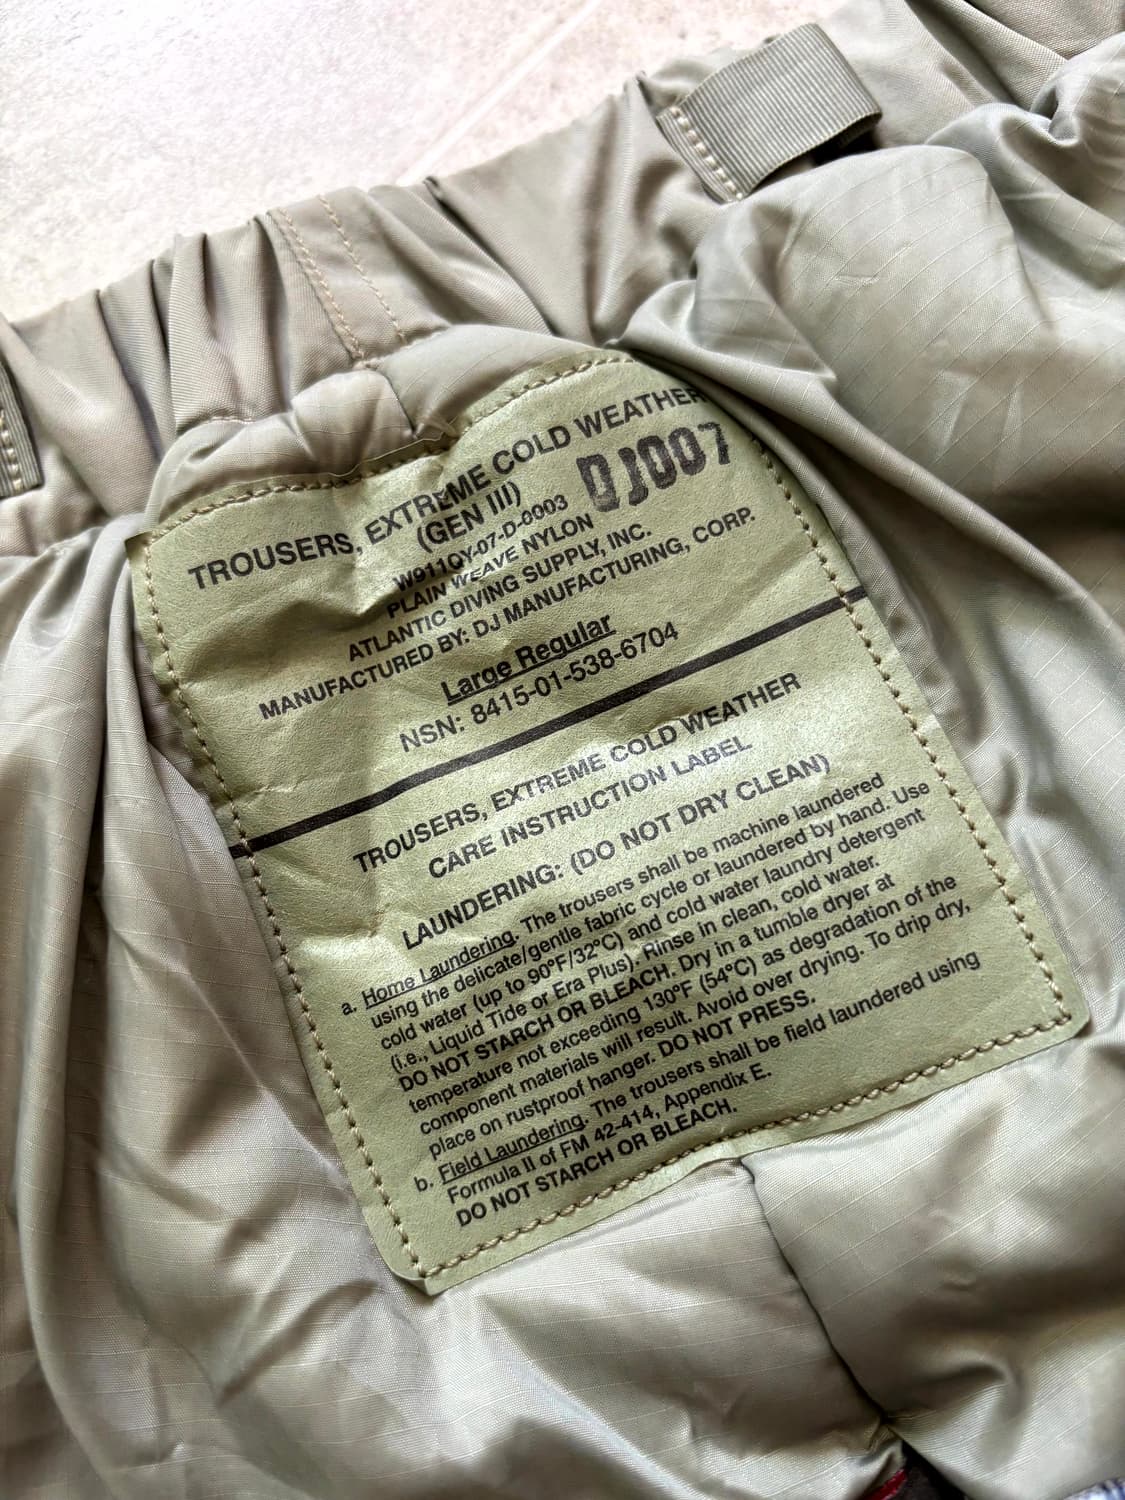 TROUSERS, EXTREME COLD WEATHER
(GEN III)
DJ007
W911QY-07-D-0003
PLAIN WEAVE NYLON
ATLANTIC DIVING SUPPLY, INC.
MANUFACTURED BY: DJ MANUFACTURING, CORP.
Large Regular
NSN: 8415-01-538-6704
TROUSERS, EXTREME COLD WEATHER
CARE INSTRUCTION LABEL
LAUNDERING: (DO NOT DRY CLEAN)
a. Home Laundering. The trousers shall be machine laundered
using the delicate/gentle fabric cycle or laundered by hand. Use
cold water (up to 90°F/32°C) and cold water laundry detergent
(i.e., Liquid Tide or Era Plus). Rinse in clean, cold water.
DO NOT STARCH OR BLEACH. Dry in a tumble dryer at
temperature not exceeding 130°F (54°C) as degradation of the
component materials will result. Avoid over drying. To drip dry,
place on rustproof hanger. DO NOT PRESS.
b. Field Laundering. The trousers shall be field laundered using
Formula II of FM 42-414, Appendix E.
DO NOT STARCH OR BLEACH.